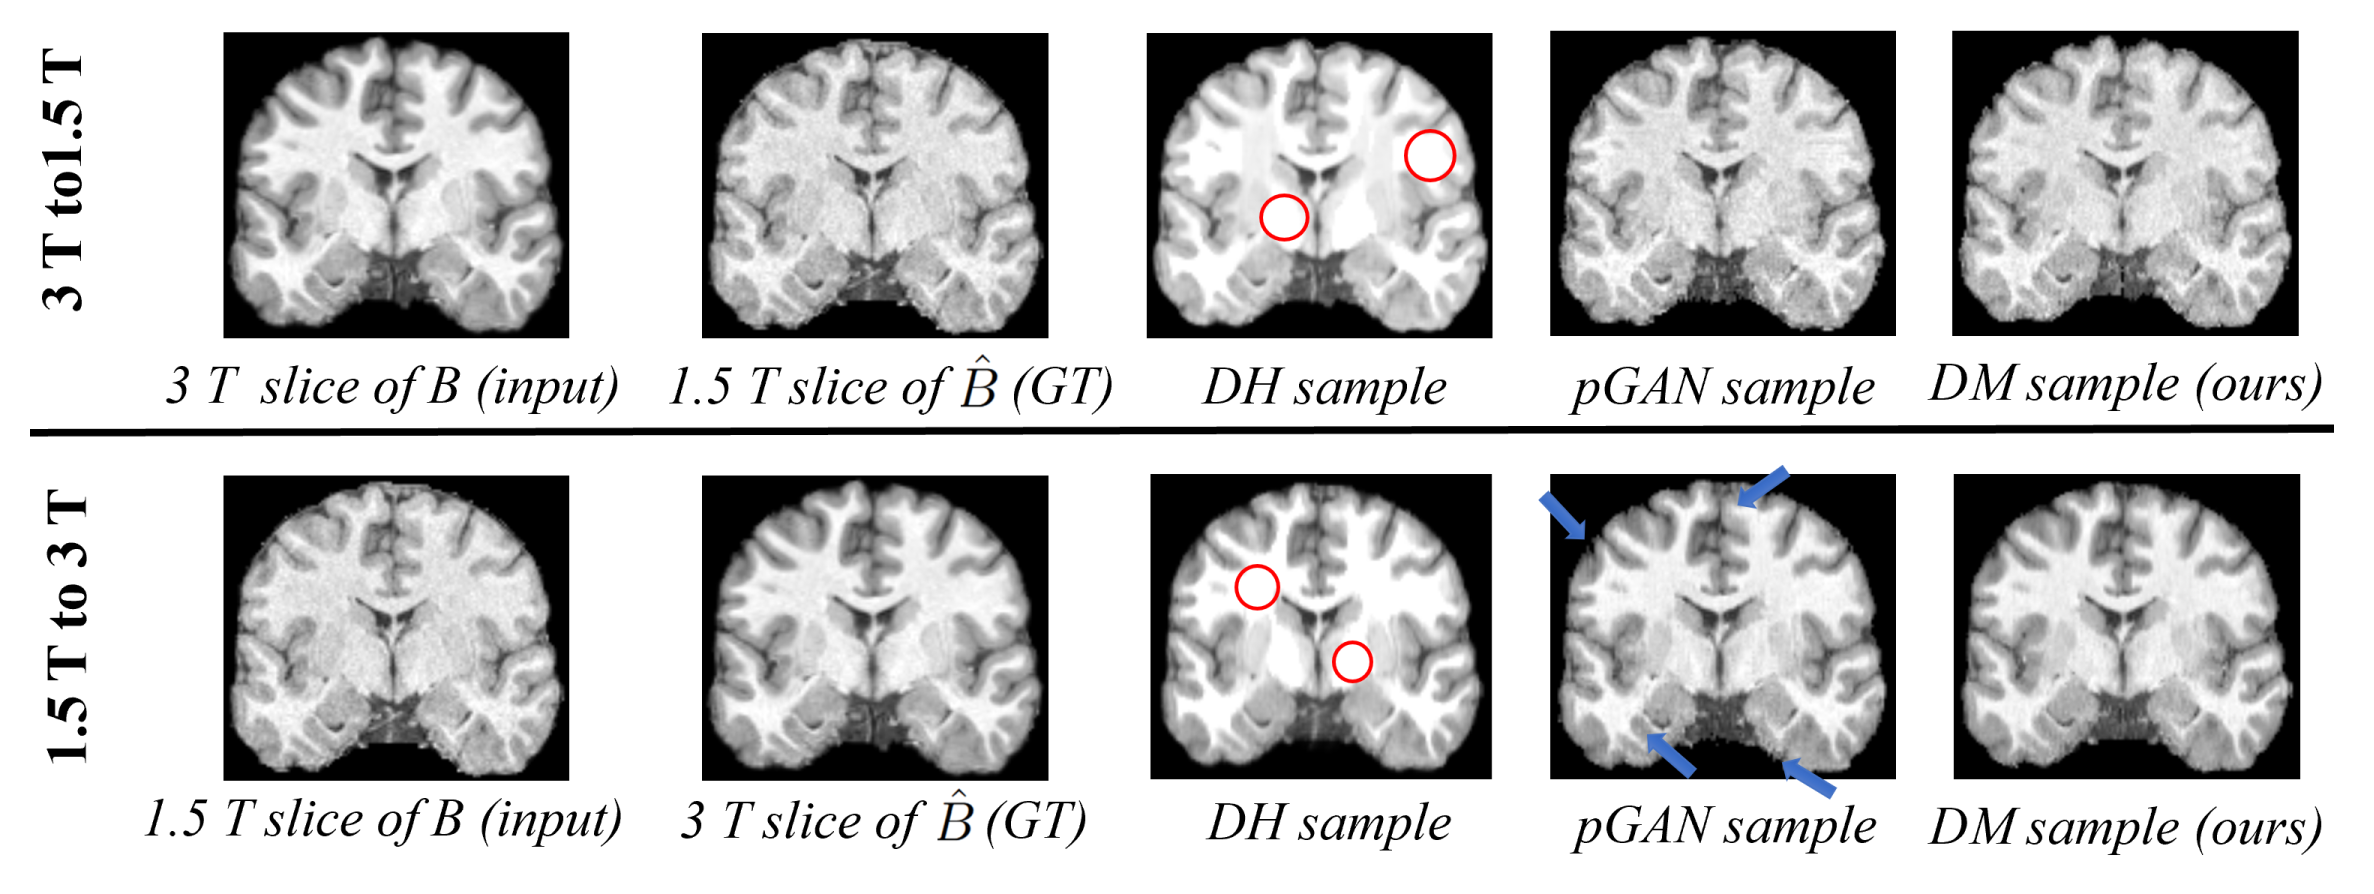 3 T to1.5 T
3 T slice of B (input)
1.5 T slice of B̂ (GT)
DH sample
pGAN sample
DM sample (ours)
1.5 T to 3 T
1.5 T slice of B (input)
3 T slice of B̂ (GT)
DH sample
pGAN sample
DM sample (ours)